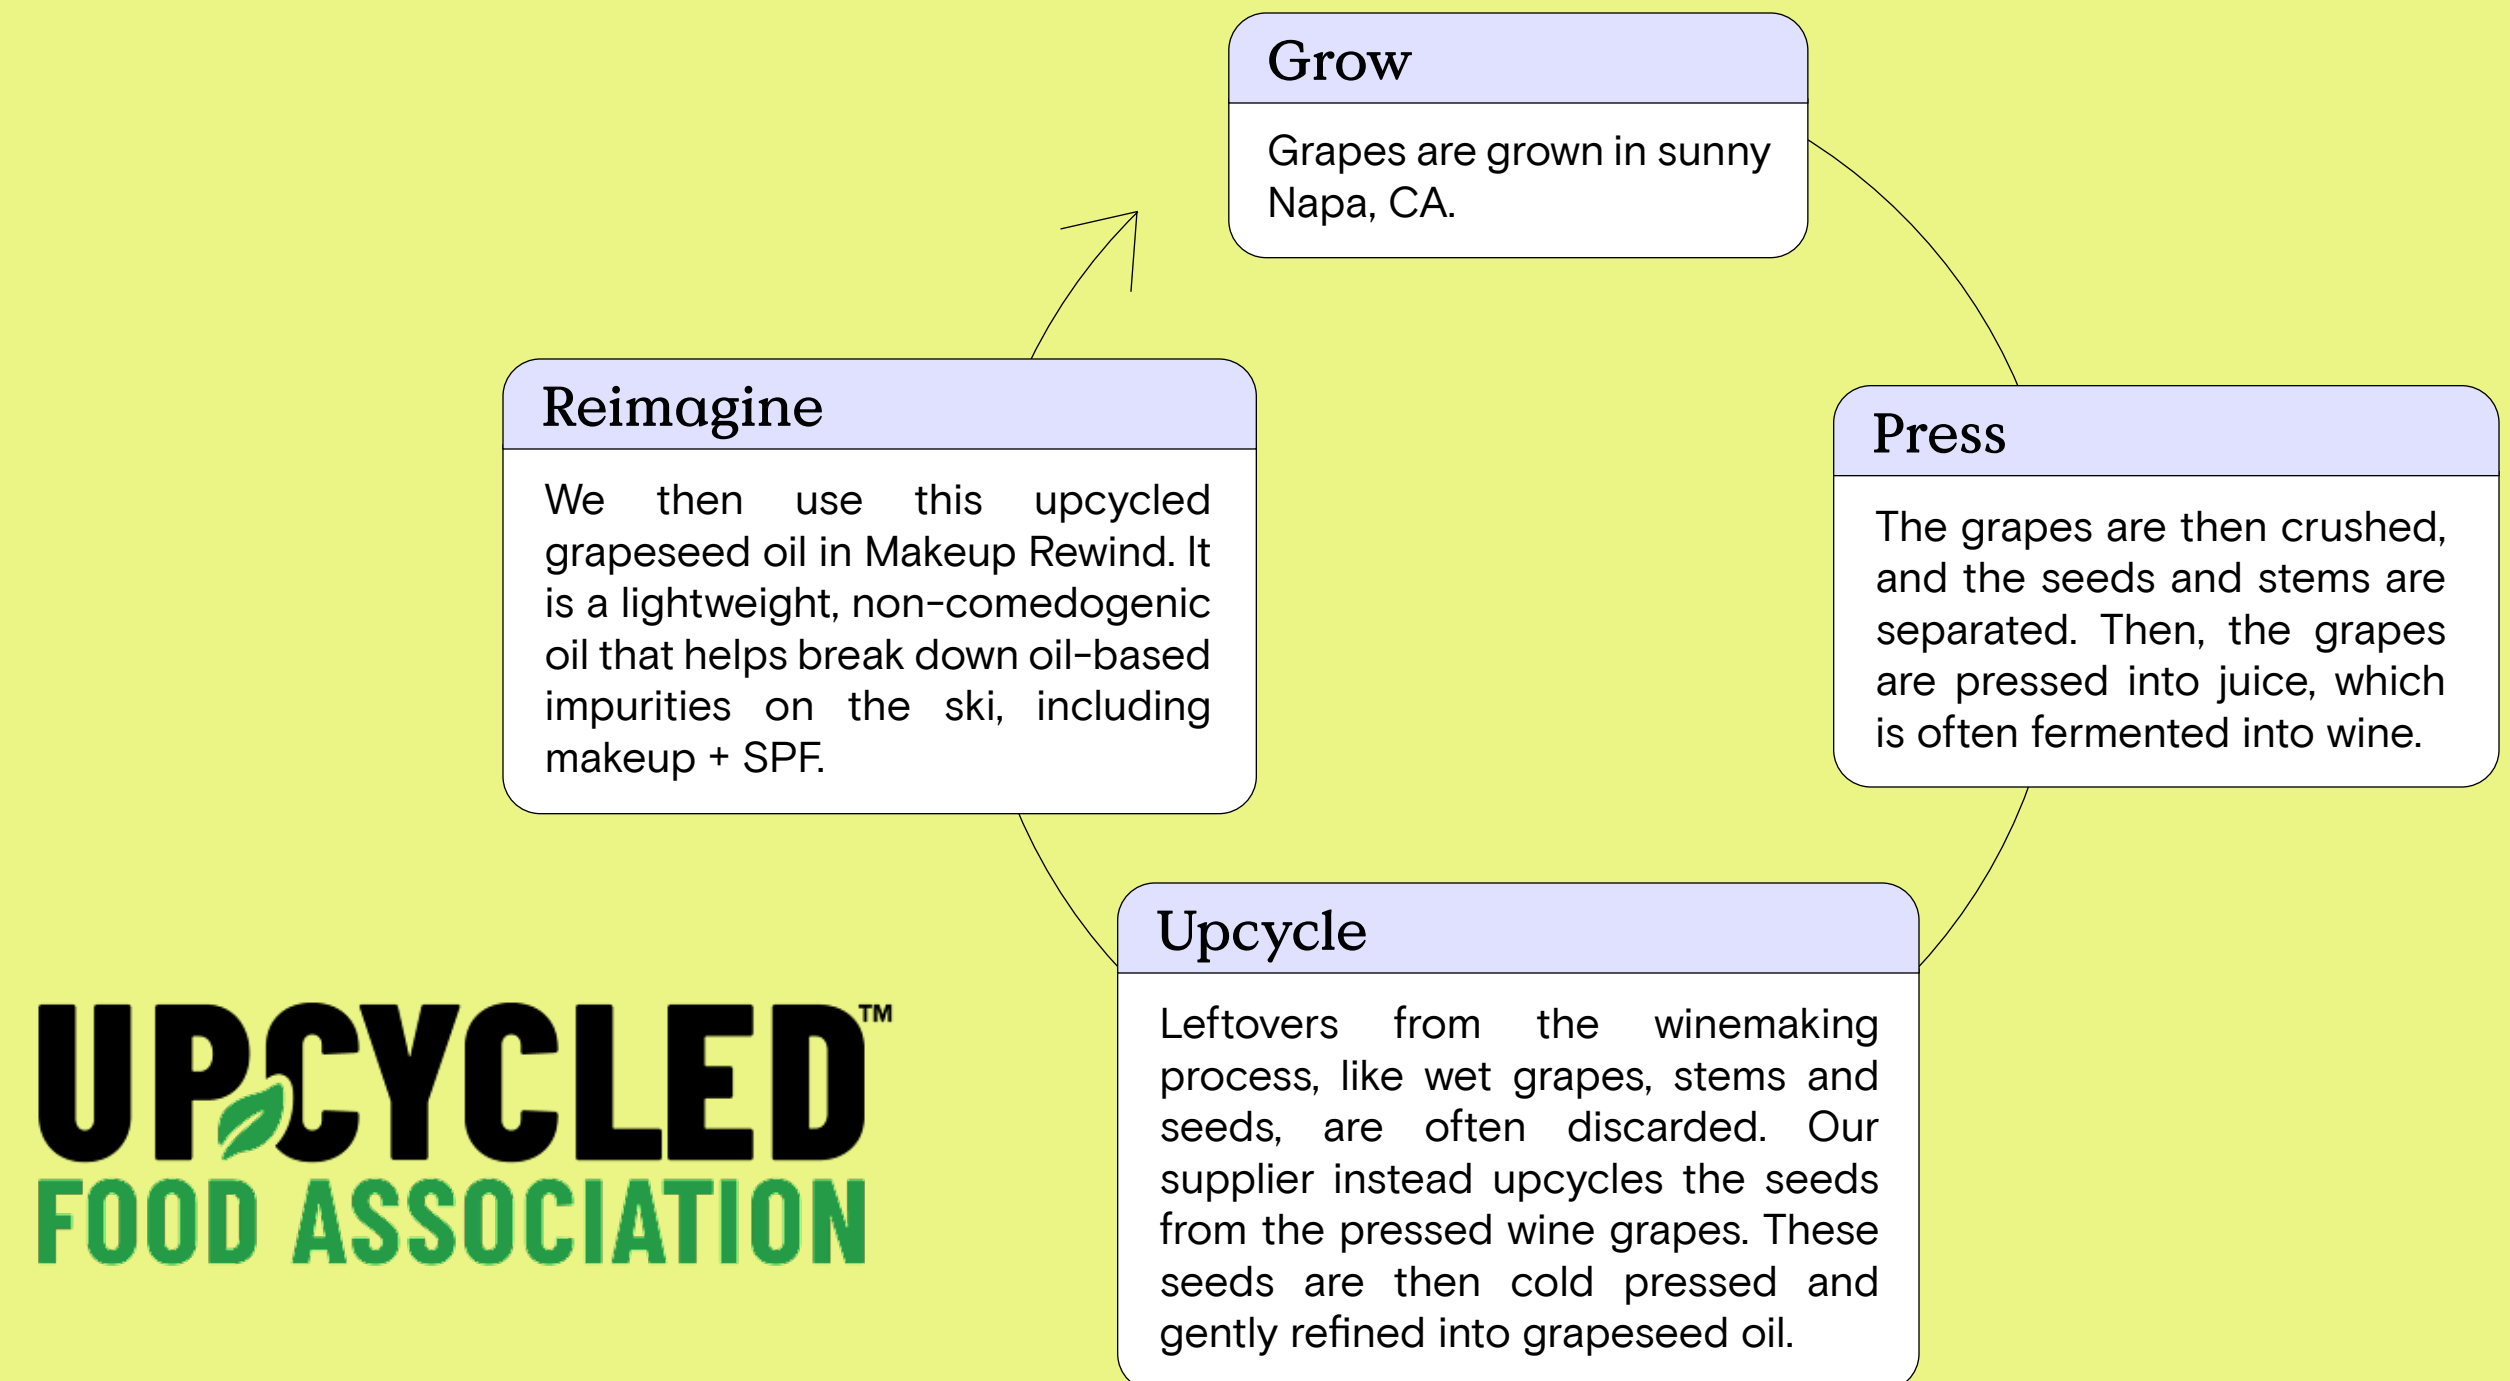 Grow
Grapes are grown in sunny
Napa, CA.
Press
The grapes are then crushed,
and the seeds and stems are
separated. Then, the grapes
are pressed into juice, which
is often fermented into wine.
Upcycle
Leftovers from the winemaking
process, like wet grapes, stems and
seeds, are often discarded. Our
supplier instead upcycles the seeds
from the pressed wine grapes. These
seeds are then cold pressed and
gently refined into grapeseed oil.
Reimagine
We then use this upcycled
grapeseed oil in Makeup Rewind. It
is a lightweight, non-comedogenic
oil that helps break down oil-based
impurities on the ski, including
makeup + SPF.
UPCYCLED™
FOOD ASSOCIATION